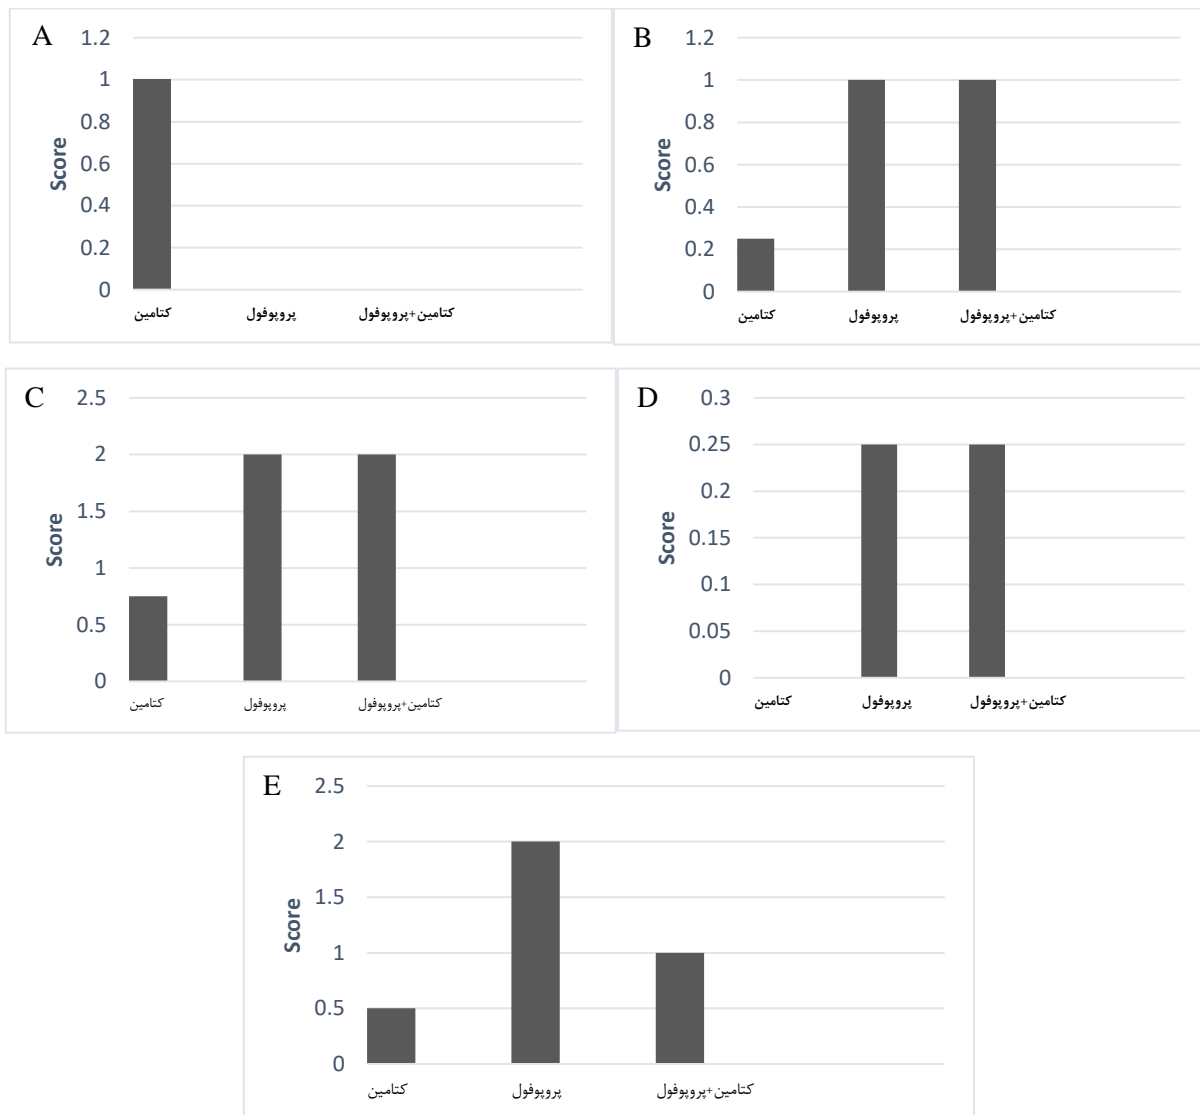 A
1.2
1
0.8
0.6
0.4
0.2
0
Score
کتامین
پروپوفول
کتامین+پروپوفول
B
1.2
1
0.8
0.6
0.4
0.2
0
Score
کتامین
پروپوفول
کتامین+پروپوفول
C
2.5
2
1.5
1
0.5
0
Score
کتامین
پروپوفول
کتامین+پروپوفول
D
0.3
0.25
0.2
0.15
0.1
0.05
0
Score
کتامین
پروپوفول
کتامین+پروپوفول
E
2.5
2
1.5
1
0.5
0
Score
کتامین
پروپوفول
کتامین+پروپوفول